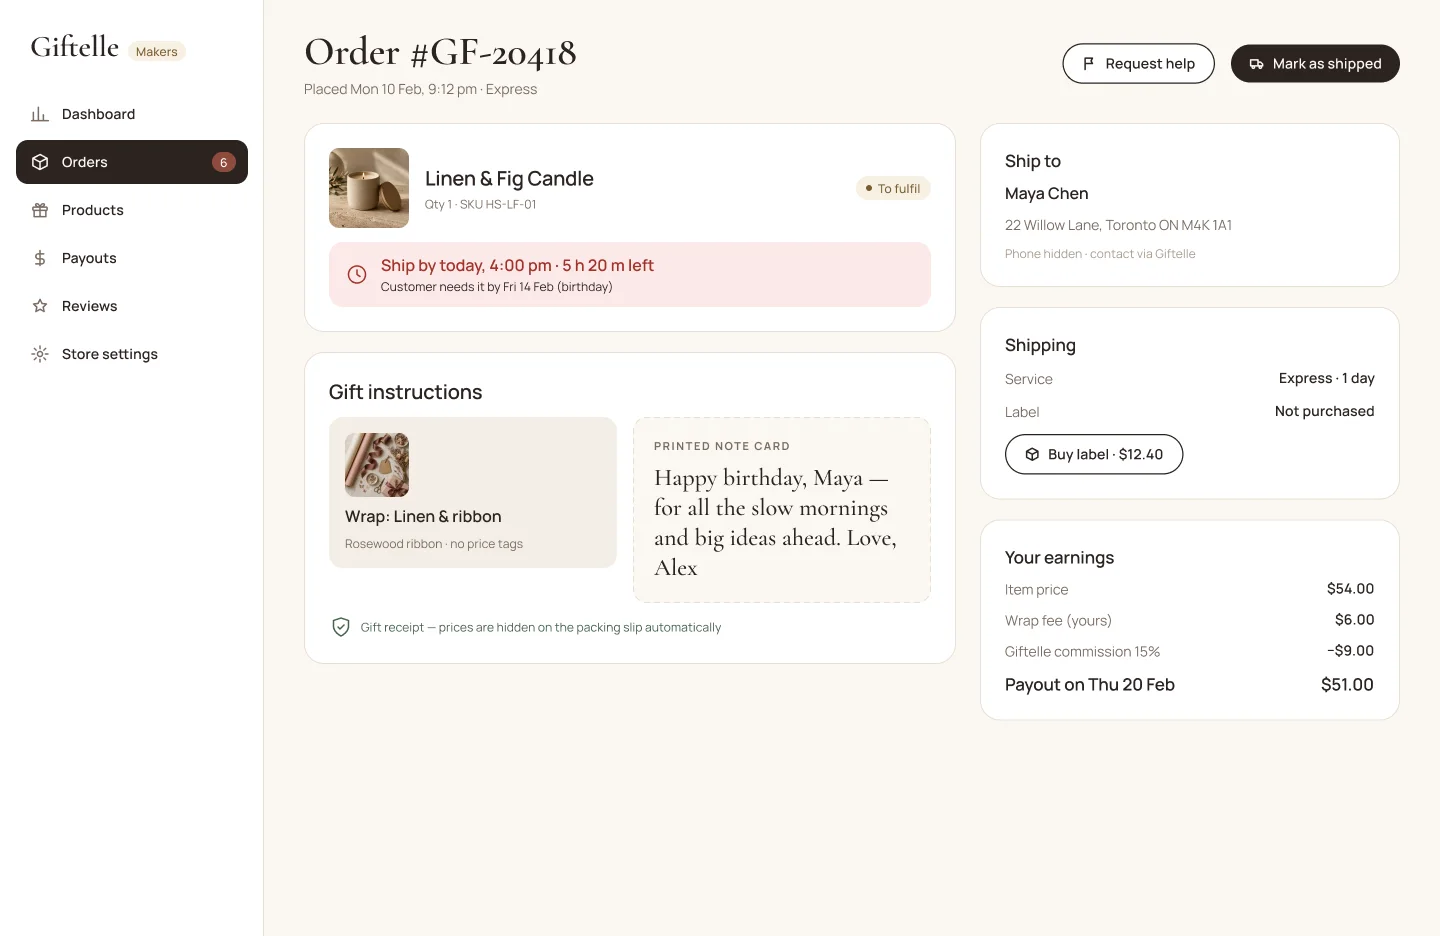 Giftelle Makers
Dashboard
Orders 6
Products
Payouts
Reviews
Store settings
Order #GF-20418
Placed Mon 10 Feb, 9:12 pm · Express
Request help
Mark as shipped
Linen & Fig Candle
Qty 1 · SKU HS-LF-01
To fulfil
Ship by today, 4:00 pm · 5 h 20 m left
Customer needs it by Fri 14 Feb (birthday)
Gift instructions
Wrap: Linen & ribbon
Rosewood ribbon · no price tags
PRINTED NOTE CARD
Happy birthday, Maya —
for all the slow mornings
and big ideas ahead. Love,
Alex
Gift receipt — prices are hidden on the packing slip automatically
Ship to
Maya Chen
22 Willow Lane, Toronto ON M4K 1A1
Phone hidden · contact via Giftelle
Shipping
Service Express · 1 day
Label Not purchased
Buy label · $12.40
Your earnings
Item price $54.00
Wrap fee (yours) $6.00
Giftelle commission 15% −$9.00
Payout on Thu 20 Feb $51.00